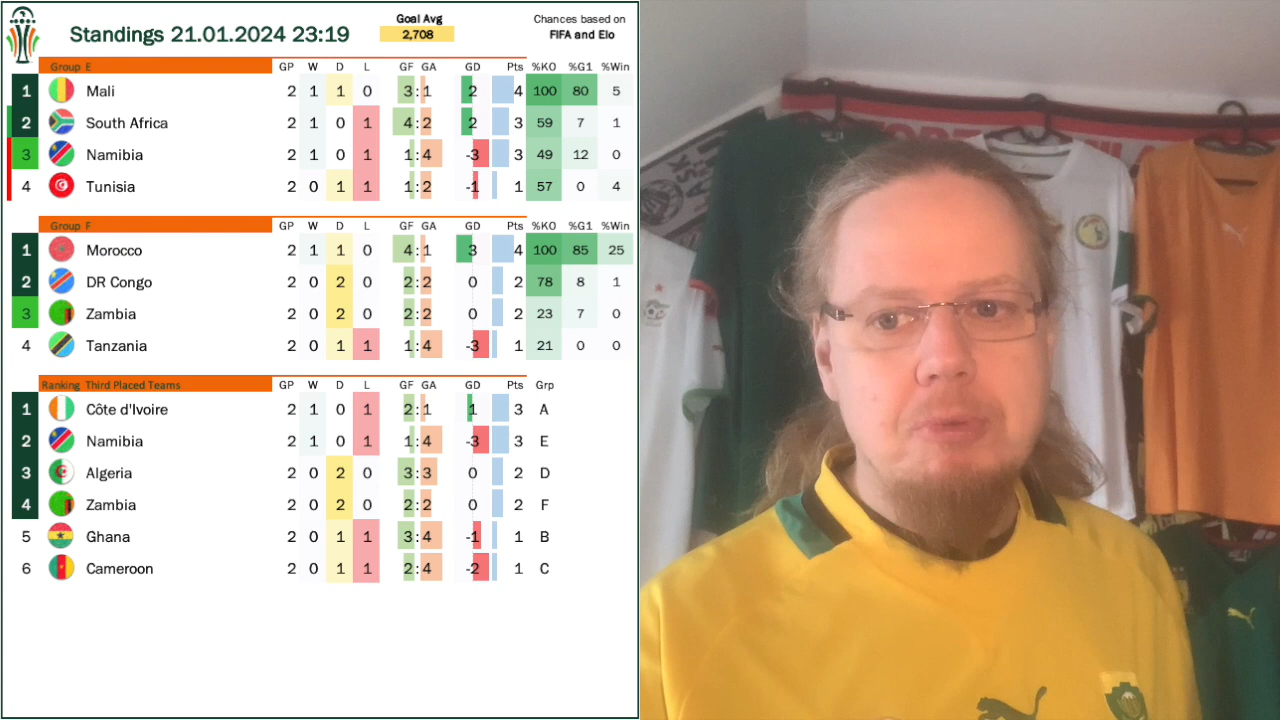 Standings 21.01.2024 23:19
Goal Avg
2,708
Chances based on
FIFA and Elo
Group E GP W D L GF GA GD Pts %KO %G1 %Win
1 Mali 2 1 1 0 3:1 2 4 100 80 5
2 South Africa 2 1 0 1 4:2 2 3 59 7 1
3 Namibia 2 1 0 1 1:4 -3 3 49 12 0
4 Tunisia 2 0 1 1 1:2 -1 1 57 0 4
Group F GP W D L GF GA GD Pts %KO %G1 %Win
1 Morocco 2 1 1 0 4:1 3 4 100 85 25
2 DR Congo 2 0 2 0 2:2 0 2 78 8 1
3 Zambia 2 0 2 0 2:2 0 2 23 7 0
4 Tanzania 2 0 1 1 1:4 -3 1 21 0 0
Ranking Third Placed Teams GP W D L GF GA GD Pts Grp
1 Côte d'Ivoire 2 1 0 1 2:1 1 3 A
2 Namibia 2 1 0 1 1:4 -3 3 E
3 Algeria 2 0 2 0 3:3 0 2 D
4 Zambia 2 0 2 0 2:2 0 2 F
5 Ghana 2 0 1 1 3:4 -1 1 B
6 Cameroon 2 0 1 1 2:4 -2 1 C